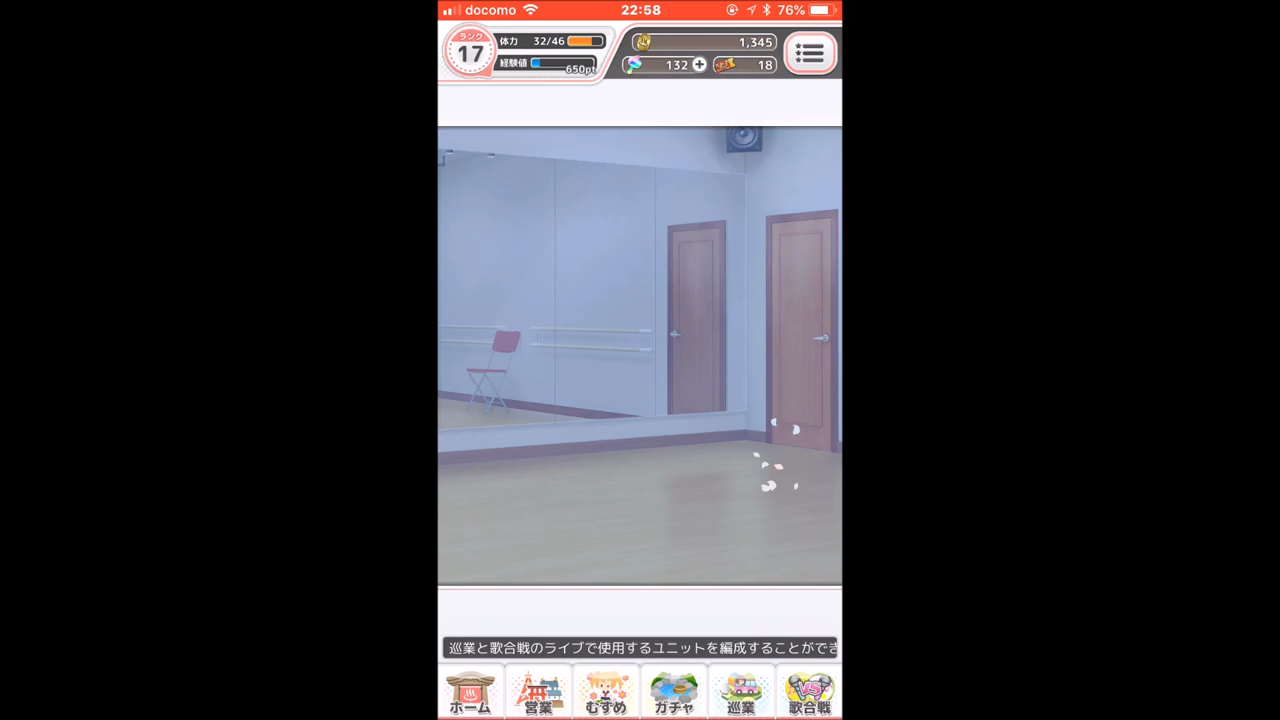 docomo 22:58 76%
ランク 17
体力 32/46
経験値 650pt
1,345
132 18
巡業と歌合戦のライブで使用するユニットを編成することができ
ホーム 営業 むすめ ガチャ 巡業 VS 歌合戦